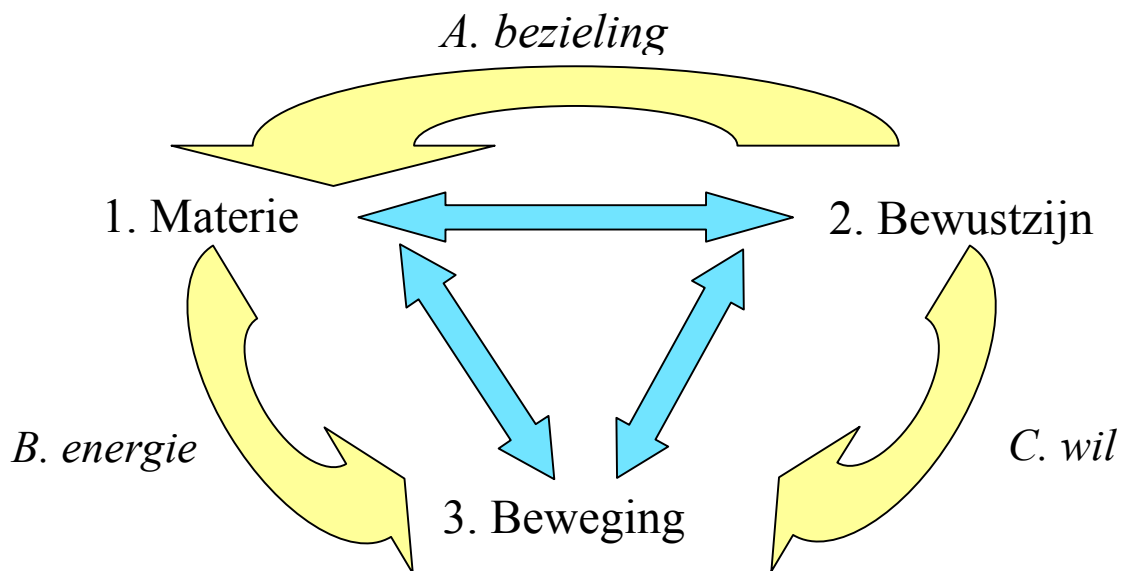 A. bezieling
1. Materie
2. Bewustzijn
B. energie
C. wil
3. Beweging